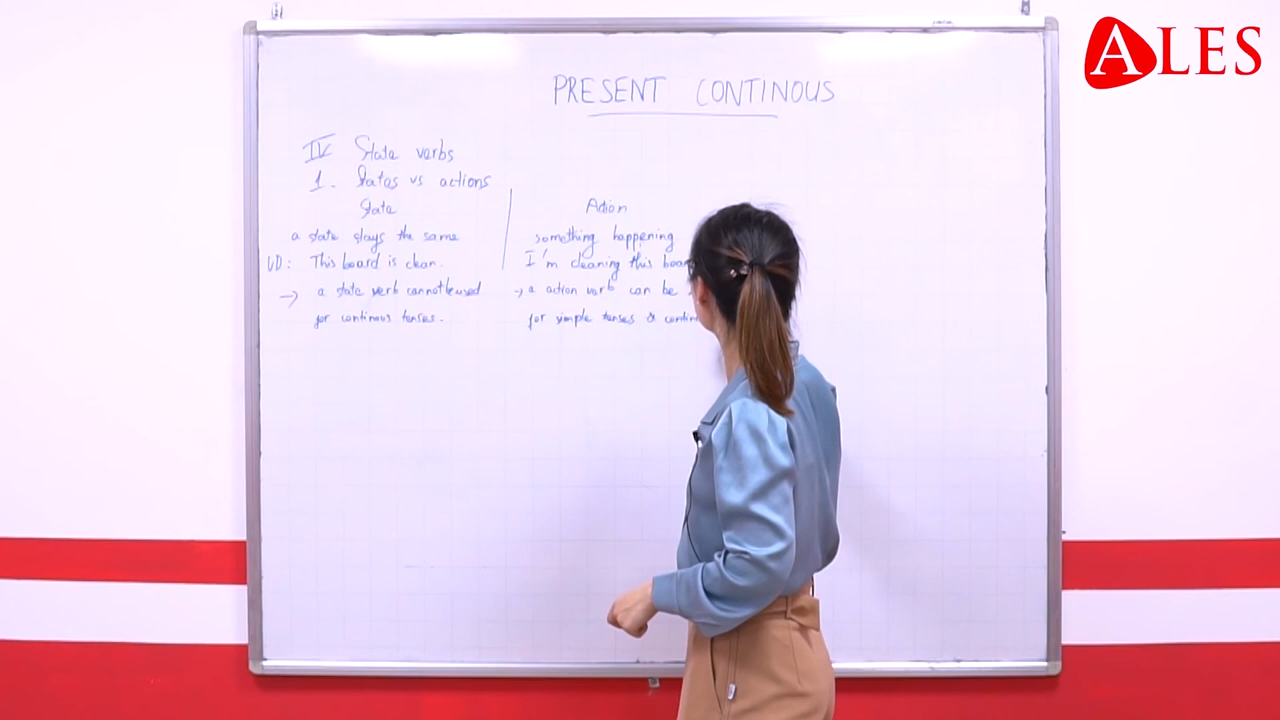 ALES
PRESENT CONTINOUS
IV State verbs
1. States vs actions
State
a state stays the same
VD: This board is clean.
→ a state verb cannot be used
for continous tenses.
Action
something happening
I'm cleaning this boar
→ a action verb can be
for simple tenses & contin